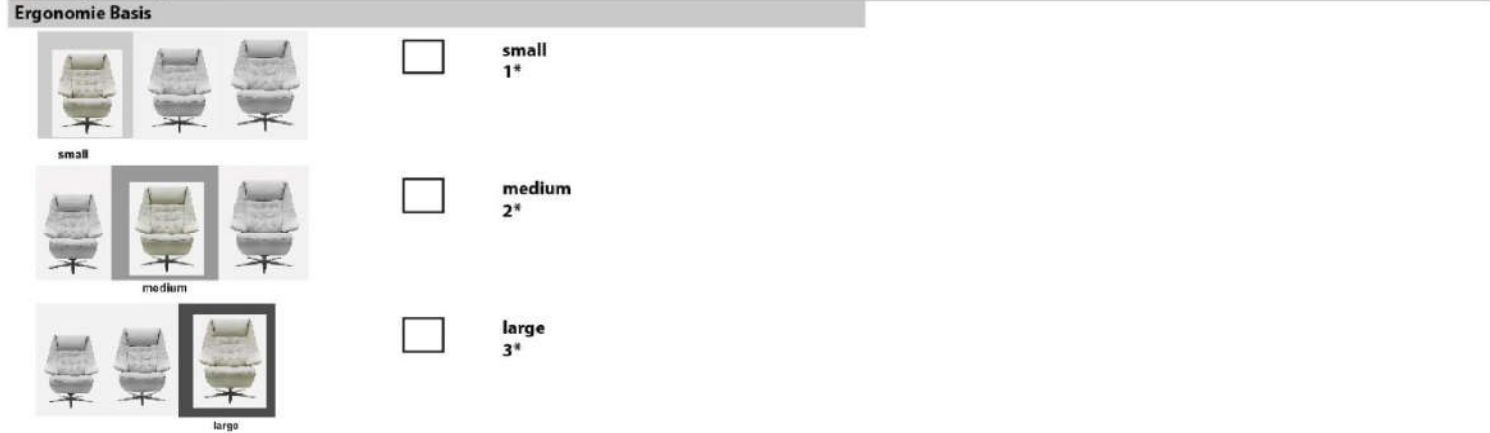 Ergonomie Basis
small
1*
small
medium
2*
medium
large
3*
large